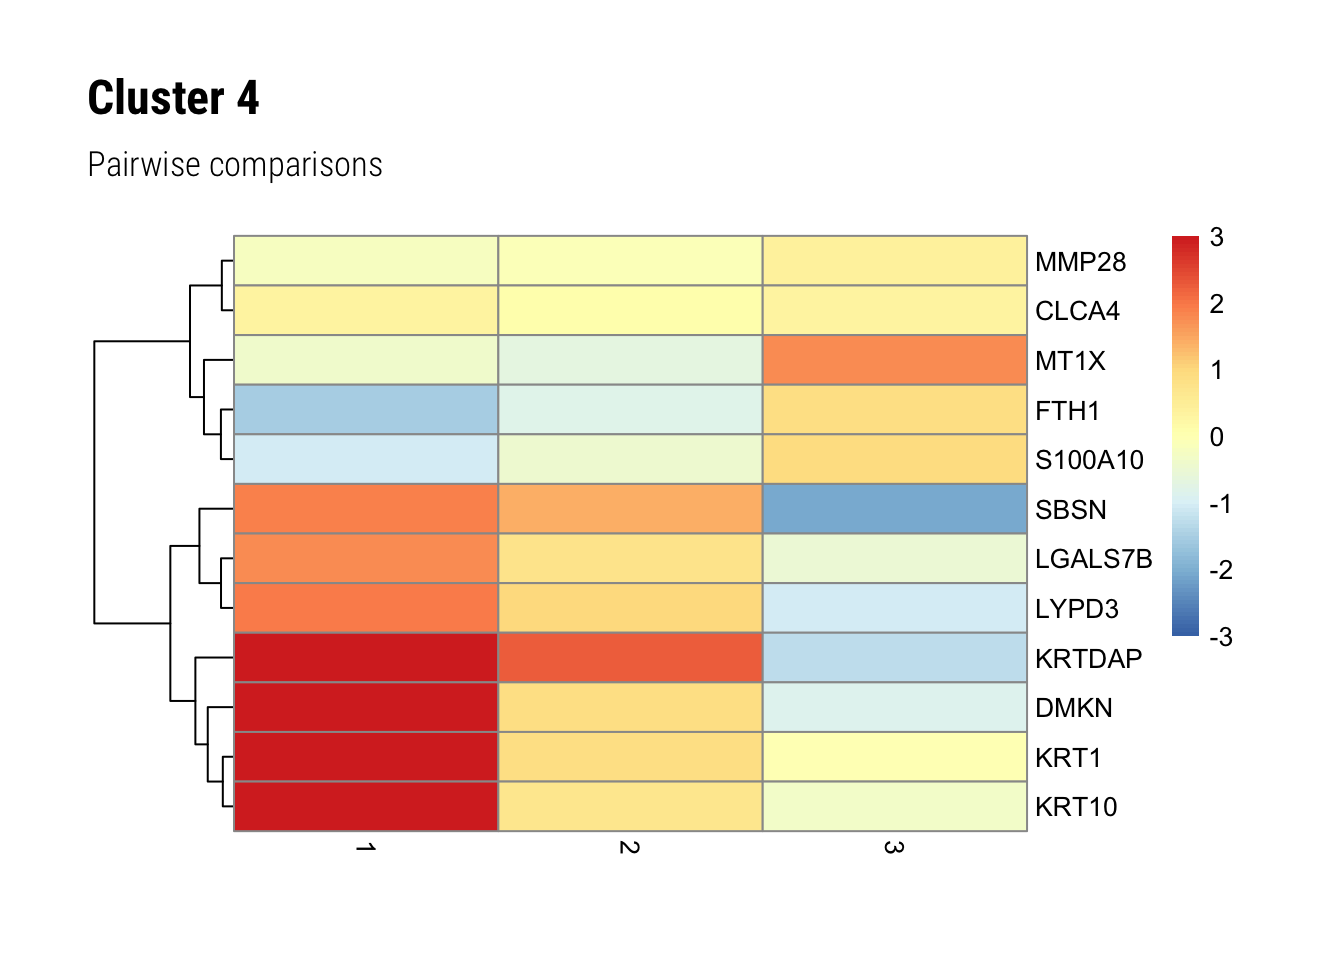 Cluster 4
Pairwise comparisons
MMP28
CLCA4
MT1X
FTH1
S100A10
SBSN
LGALS7B
LYPD3
KRTDAP
DMKN
KRT1
KRT10
3
2
1
0
-1
-2
-3
1
2
3